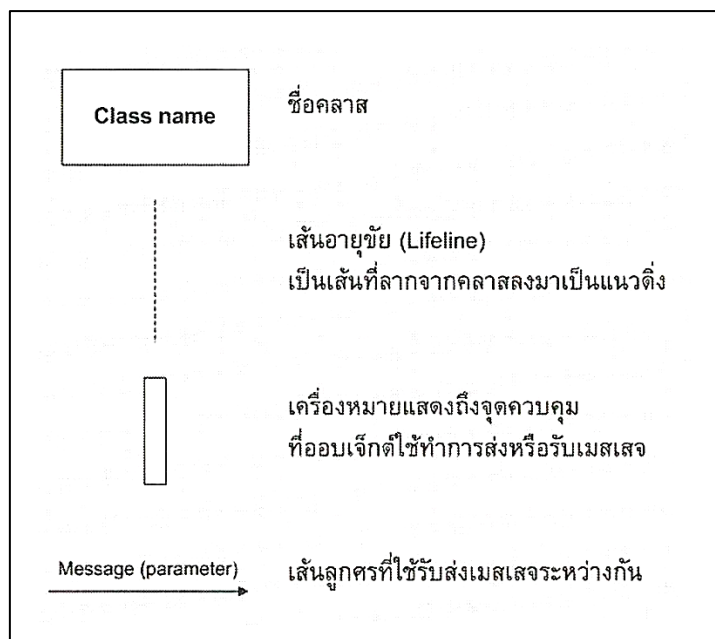 Class name
ชื่อคลาส
เส้นอายุขัย (Lifeline)
เป็นเส้นที่ลากจากคลาสลงมาเป็นแนวดิ่ง
เครื่องหมายแสดงถึงจุดควบคุม
ที่ออบเจ็กต์ใช้ทำการส่งหรือรับเมสเสจ
Message (parameter)
เส้นลูกศรที่ใช้รับส่งเมสเสจระหว่างกัน